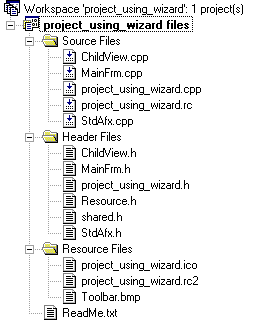 Workspace 'project_using_wizard': 1 project(s)
project_using_wizard files
Source Files
ChildView.cpp
MainFrm.cpp
project_using_wizard.cpp
project_using_wizard.rc
StdAfx.cpp
Header Files
ChildView.h
MainFrm.h
project_using_wizard.h
Resource.h
shared.h
StdAfx.h
Resource Files
project_using_wizard.ico
project_using_wizard.rc2
Toolbar.bmp
ReadMe.txt